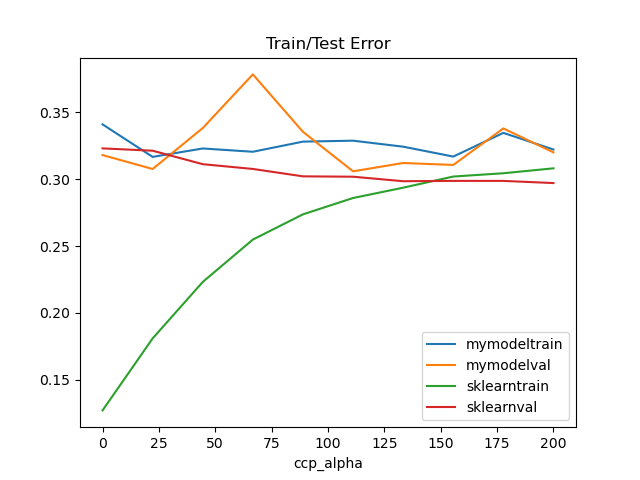 Train/Test Error
0.35
0.30
0.25
0.20
0.15
mymodeltrain
mymodelval
sklearntrain
sklearnval
0 25 50 75 100 125 150 175 200
ccp_alpha